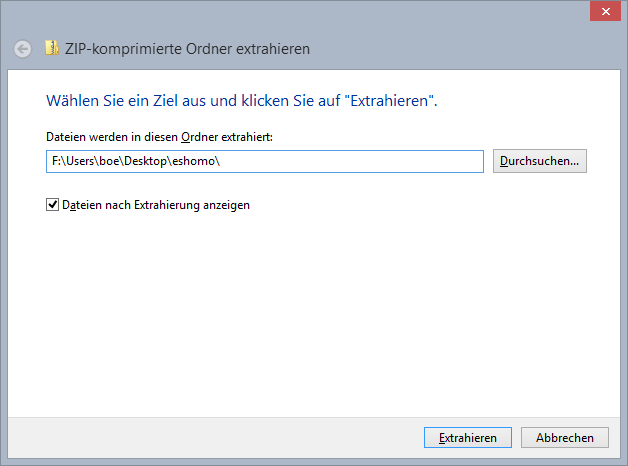 ZIP-komprimierte Ordner extrahieren
Wählen Sie ein Ziel aus und klicken Sie auf "Extrahieren".
Dateien werden in diesen Ordner extrahiert:
F:\Users\boe\Desktop\eshomo\
Durchsuchen...
Dateien nach Extrahierung anzeigen
Extrahieren
Abbrechen